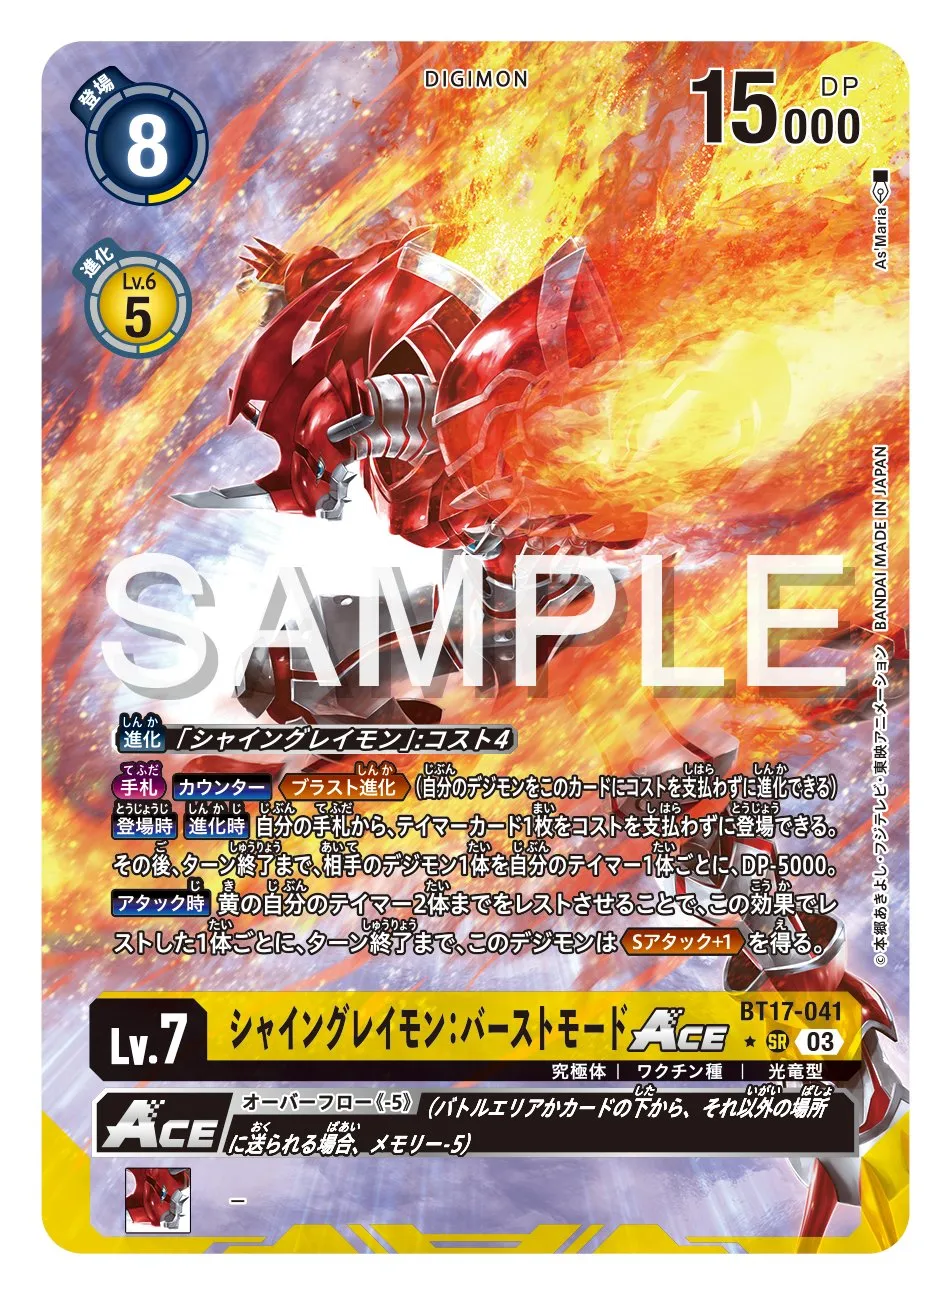 登場
8
DIGIMON
15000 DP
進化
Lv.6
5
As'Maria
SAMPLE
©本郷あきよし・フジテレビ・東映アニメーション BANDAI MADE IN JAPAN
進化 「シャイングレイモン」:コスト4
手札 カウンター ブラスト進化 (自分のデジモンをこのカードにコストを支払わずに進化できる)
登場時 進化時 自分の手札から、テイマーカード1枚をコストを支払わずに登場できる。
その後、ターン終了まで、相手のデジモン1体を自分のテイマー1体ごとに、DP-5000。
アタック時 黄の自分のテイマー2体までをレストさせることで、この効果でレ
ストした1体ごとに、ターン終了まで、このデジモンは Sアタック+1 を得る。
BT17-041
Lv.7 シャイングレイモン:バーストモード ACE SR 03
究極体 | ワクチン種 | 光竜型
ACE オーバーフロー《-5》 (バトルエリアかカードの下から、それ以外の場所
に送られる場合、メモリー-5)
–